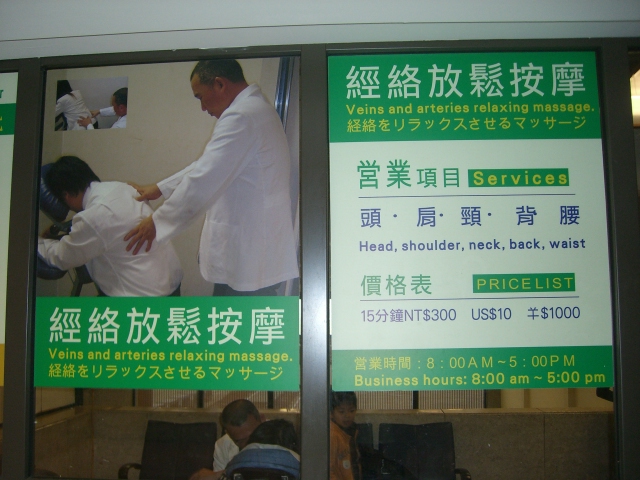 經絡放鬆按摩
Veins and arteries relaxing massage.
経絡をリラックスさせるマッサージ
經絡放鬆按摩
Veins and arteries relaxing massage.
経絡をリラックスさせるマッサージ
営業項目 Services
頭・肩・頸・背 腰
Head, shoulder, neck, back, waist
價格表 PRICELIST
15分鐘NT$300 US$10 羊$1000
営業時間:8:00AM~5:00PM
Business hours: 8:00 am ~ 5:00 pm